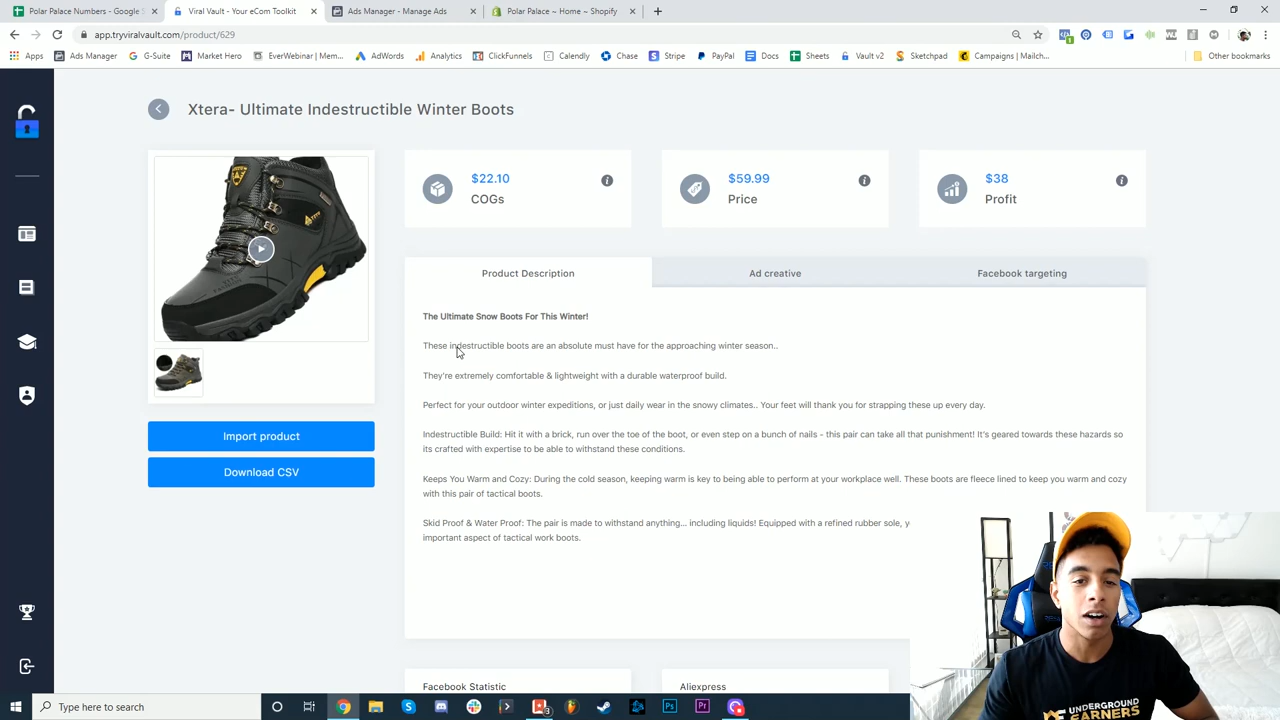 Polar Palace Numbers - Google S
Viral Vault - Your eCom Toolkit
Ads Manager - Manage Ads
Polar Palace ~ Home ~ Shopify
app.tryviralvault.com/product/629
Apps
Ads Manager
G-Suite
Market Hero
EverWebinar | Mem...
AdWords
Analytics
ClickFunnels
Calendly
Chase
Stripe
PayPal
Docs
Sheets
Vault v2
Sketchpad
Campaigns | Mailch...
Other bookmarks
Xtera- Ultimate Indestructible Winter Boots
$22.10
COGs
$59.99
Price
$38
Profit
Product Description
Ad creative
Facebook targeting
The Ultimate Snow Boots For This Winter!
These indestructible boots are an absolute must have for the approaching winter season..
They're extremely comfortable & lightweight with a durable waterproof build.
Perfect for your outdoor winter expeditions, or just daily wear in the snowy climates.. Your feet will thank you for strapping these up every day.
Indestructible Build: Hit it with a brick, run over the toe of the boot, or even step on a bunch of nails - this pair can take all that punishment! It's geared towards these hazards so
its crafted with expertise to be able to withstand these conditions.
Keeps You Warm and Cozy: During the cold season, keeping warm is key to being able to perform at your workplace well. These boots are fleece lined to keep you warm and cozy
with this pair of tactical boots.
Skid Proof & Water Proof: The pair is made to withstand anything... including liquids! Equipped with a refined rubber sole, y
important aspect of tactical work boots.
Import product
Download CSV
Facebook Statistic
Aliexpress
UNDERGROUND
EARNERS
Type here to search